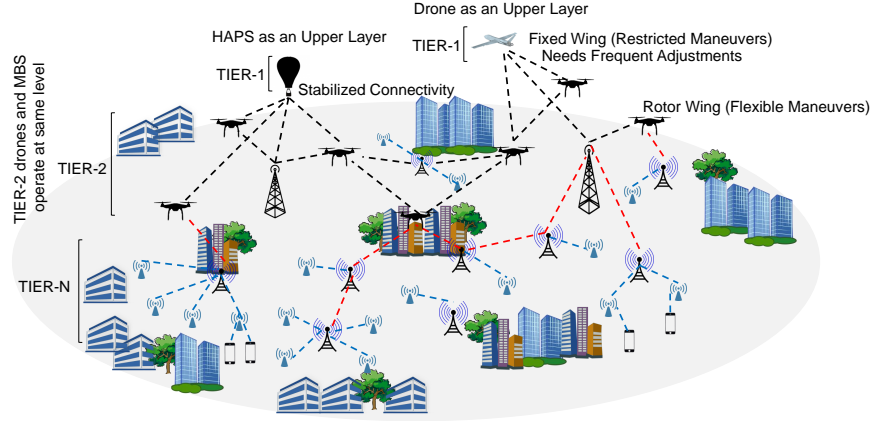 Drone as an Upper Layer
HAPS as an Upper Layer
TIER-1
Fixed Wing (Restricted Maneuvers)
Needs Frequent Adjustments
TIER-1
Stabilized Connectivity
Rotor Wing (Flexible Maneuvers)
TIER-2 drones and MBS
operate at same level
TIER-2
TIER-N